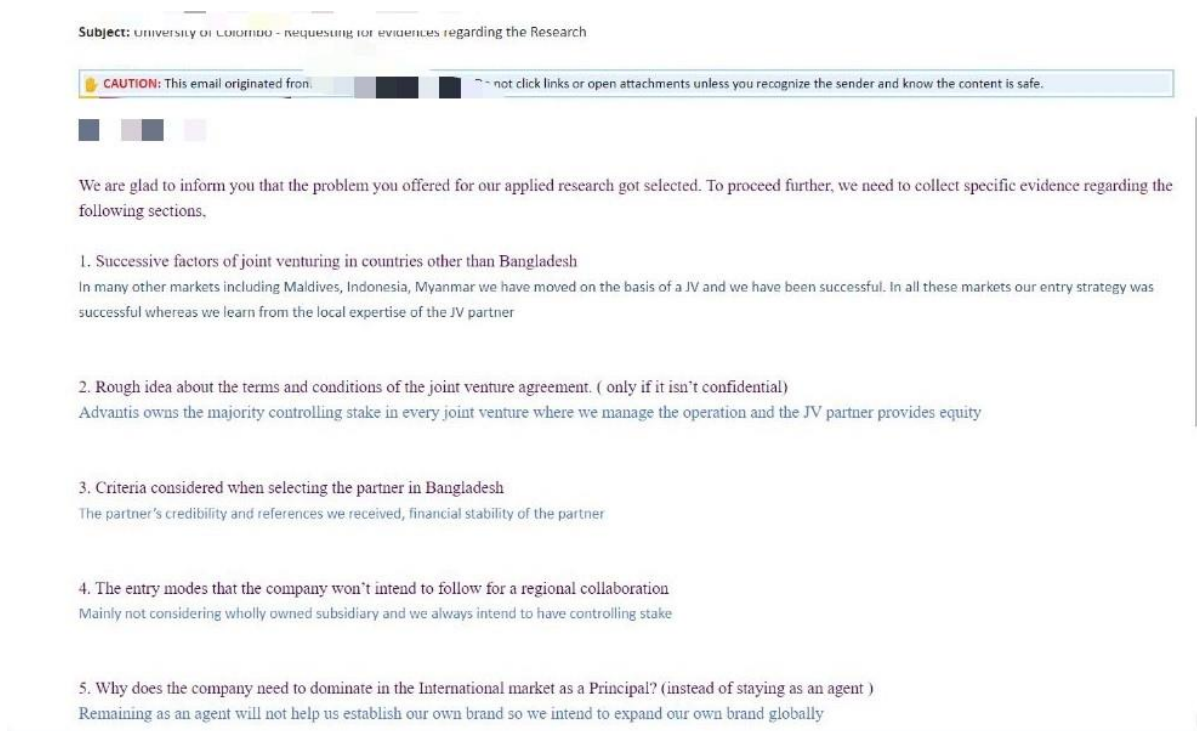 Subject: University of Colombo - Requesting for evidences regarding the Research
CAUTION: This email originated from not click links or open attachments unless you recognize the sender and know the content is safe.
We are glad to inform you that the problem you offered for our applied research got selected. To proceed further, we need to collect specific evidence regarding the
following sections,
1. Successive factors of joint venturing in countries other than Bangladesh
In many other markets including Maldives, Indonesia, Myanmar we have moved on the basis of a JV and we have been successful. In all these markets our entry strategy was
successful whereas we learn from the local expertise of the JV partner
2. Rough idea about the terms and conditions of the joint venture agreement. ( only if it isn't confidential)
Advantis owns the majority controlling stake in every joint venture where we manage the operation and the JV partner provides equity
3. Criteria considered when selecting the partner in Bangladesh
The partner's credibility and references we received, financial stability of the partner
4. The entry modes that the company won't intend to follow for a regional collaboration
Mainly not considering wholly owned subsidiary and we always intend to have controlling stake
5. Why does the company need to dominate in the International market as a Principal? (instead of staying as an agent )
Remaining as an agent will not help us establish our own brand so we intend to expand our own brand globally